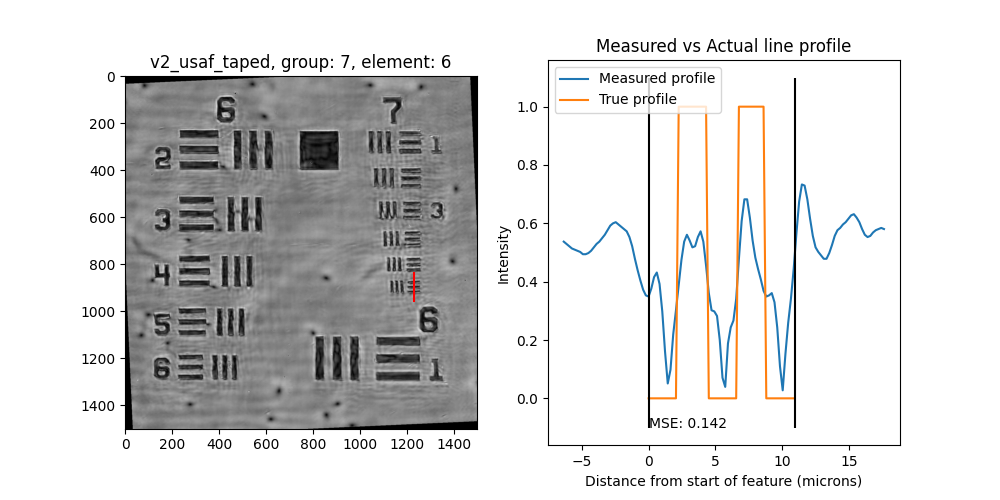 v2_usaf_taped, group: 7, element: 6
0
200
400
600
800
1000
1200
1400
0 200 400 600 800 1000 1200 1400
6 7
2 1
3 3
4
5 6
6 1
Measured vs Actual line profile
Measured profile
True profile
Intensity
1.0
0.8
0.6
0.4
0.2
0.0
MSE: 0.142
−5 0 5 10 15
Distance from start of feature (microns)